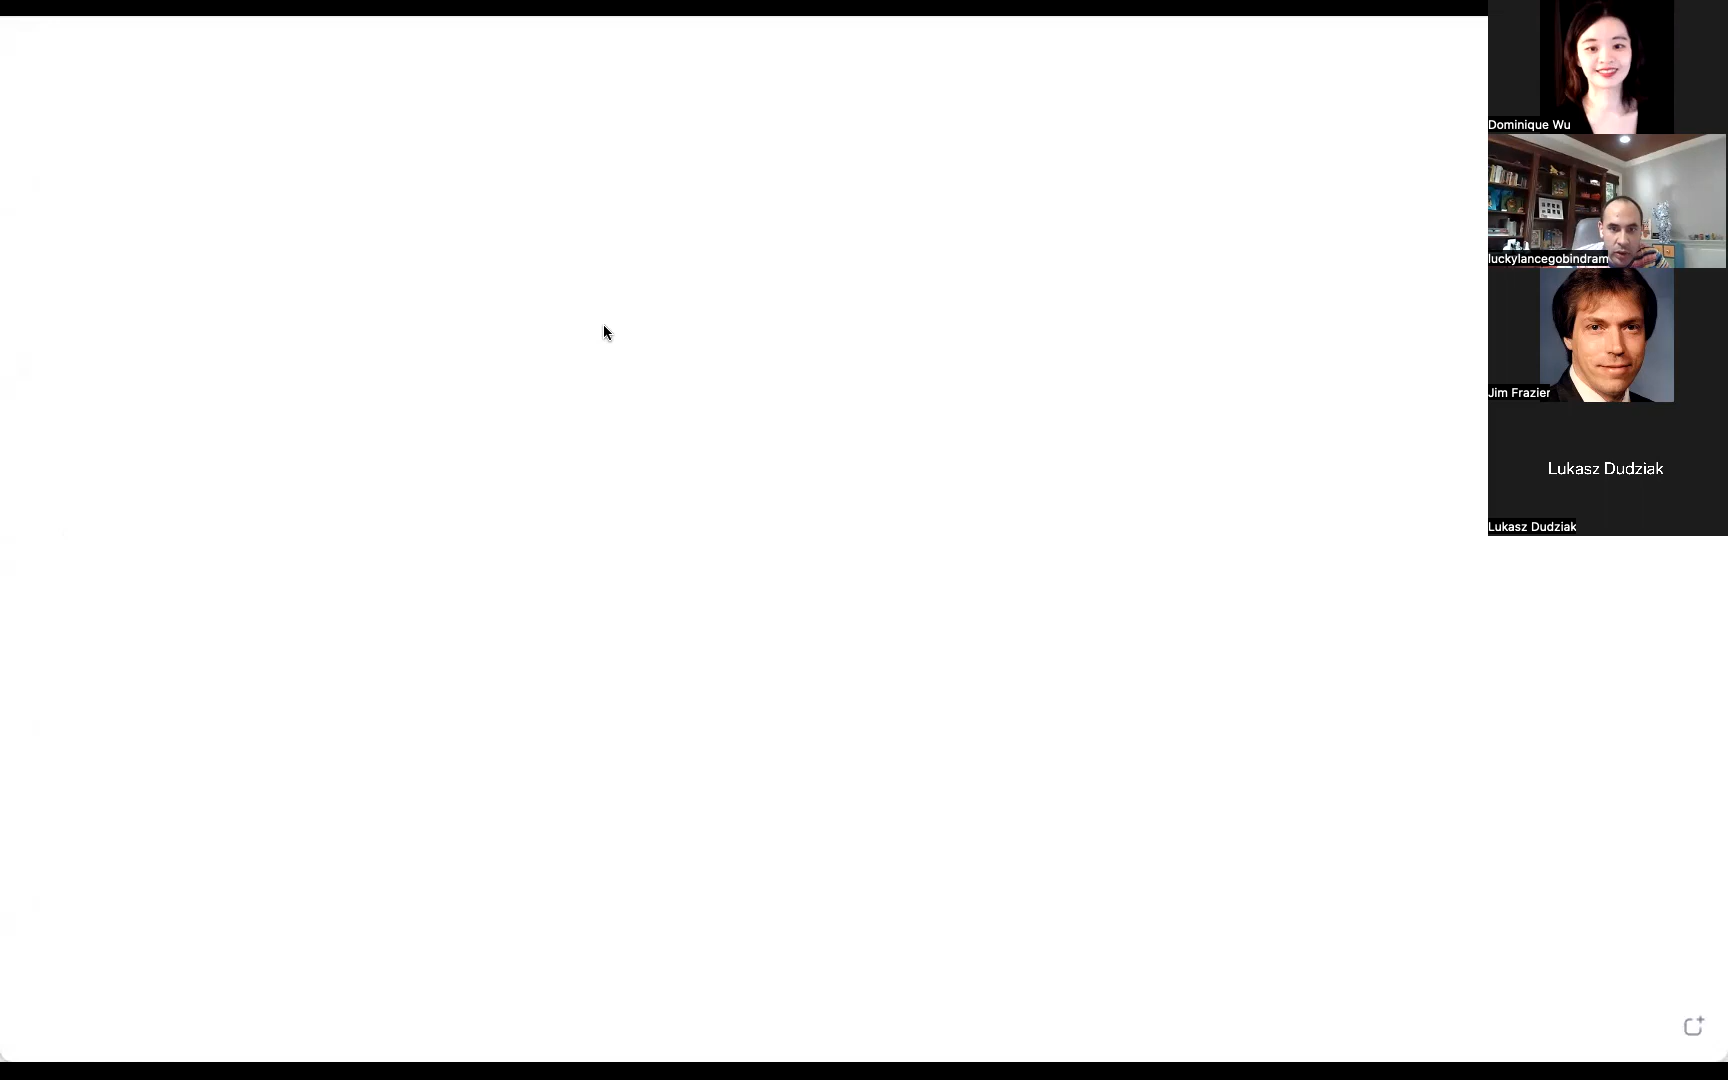 Dominique Wu
luckylancegobindram
Jim Frazier
Lukasz Dudziak
Lukasz Dudziak